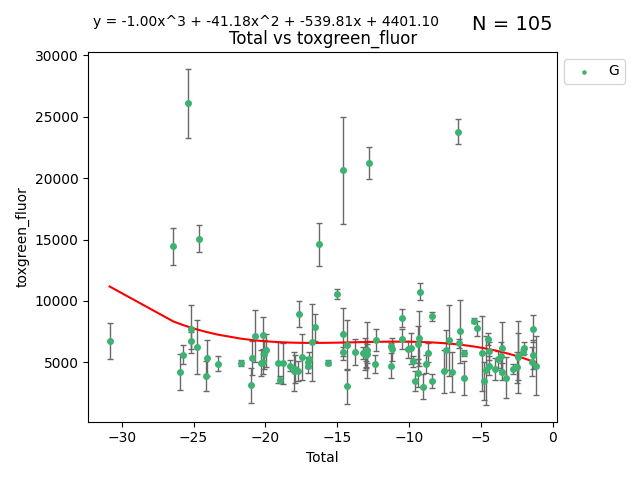 y = -1.00x^3 + -41.18x^2 + -539.81x + 4401.10
N = 105
Total vs toxgreen_fluor
G
30000
25000
20000
15000
10000
5000
toxgreen_fluor
−30 −25 −20 −15 −10 −5 0
Total